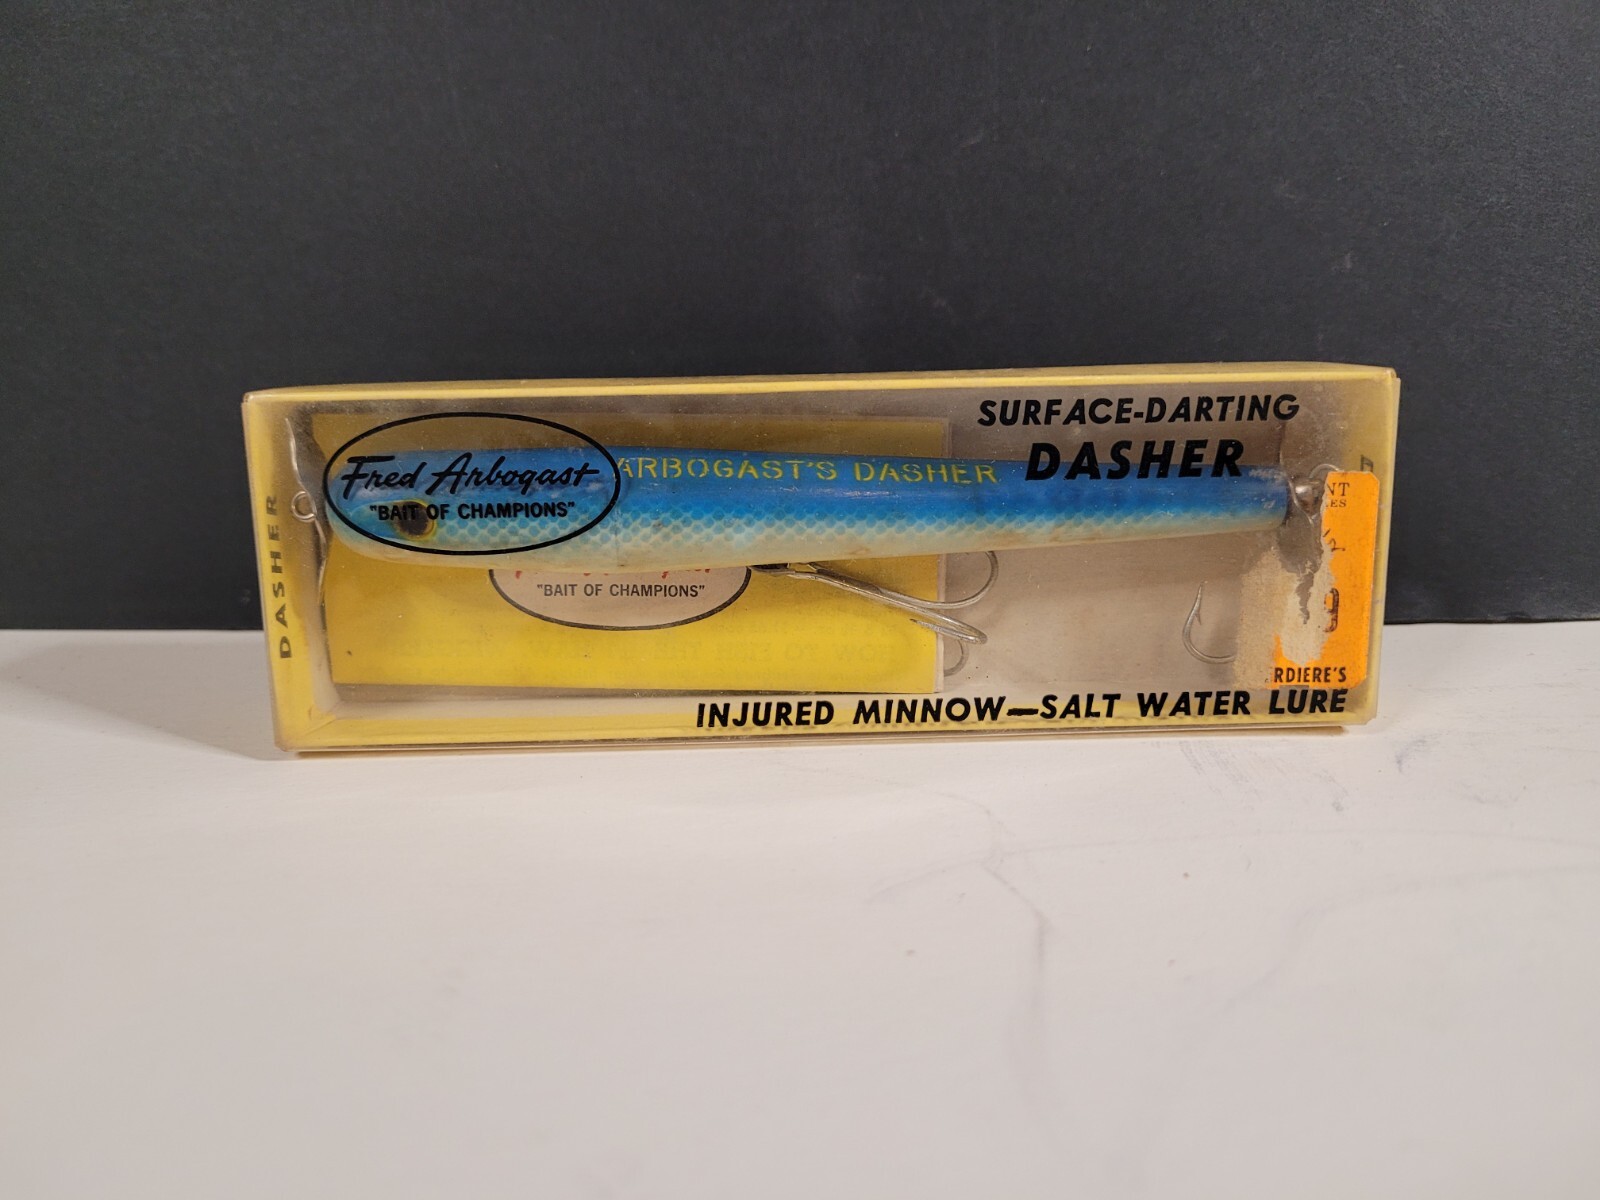 SURFACE-DARTING
DASHER
Fred Arbogast
"BAIT OF CHAMPIONS"
ARBOGAST'S DASHER
"BAIT OF CHAMPIONS"
DASHER
RDIERE'S
INJURED MINNOW—SALT WATER LURE